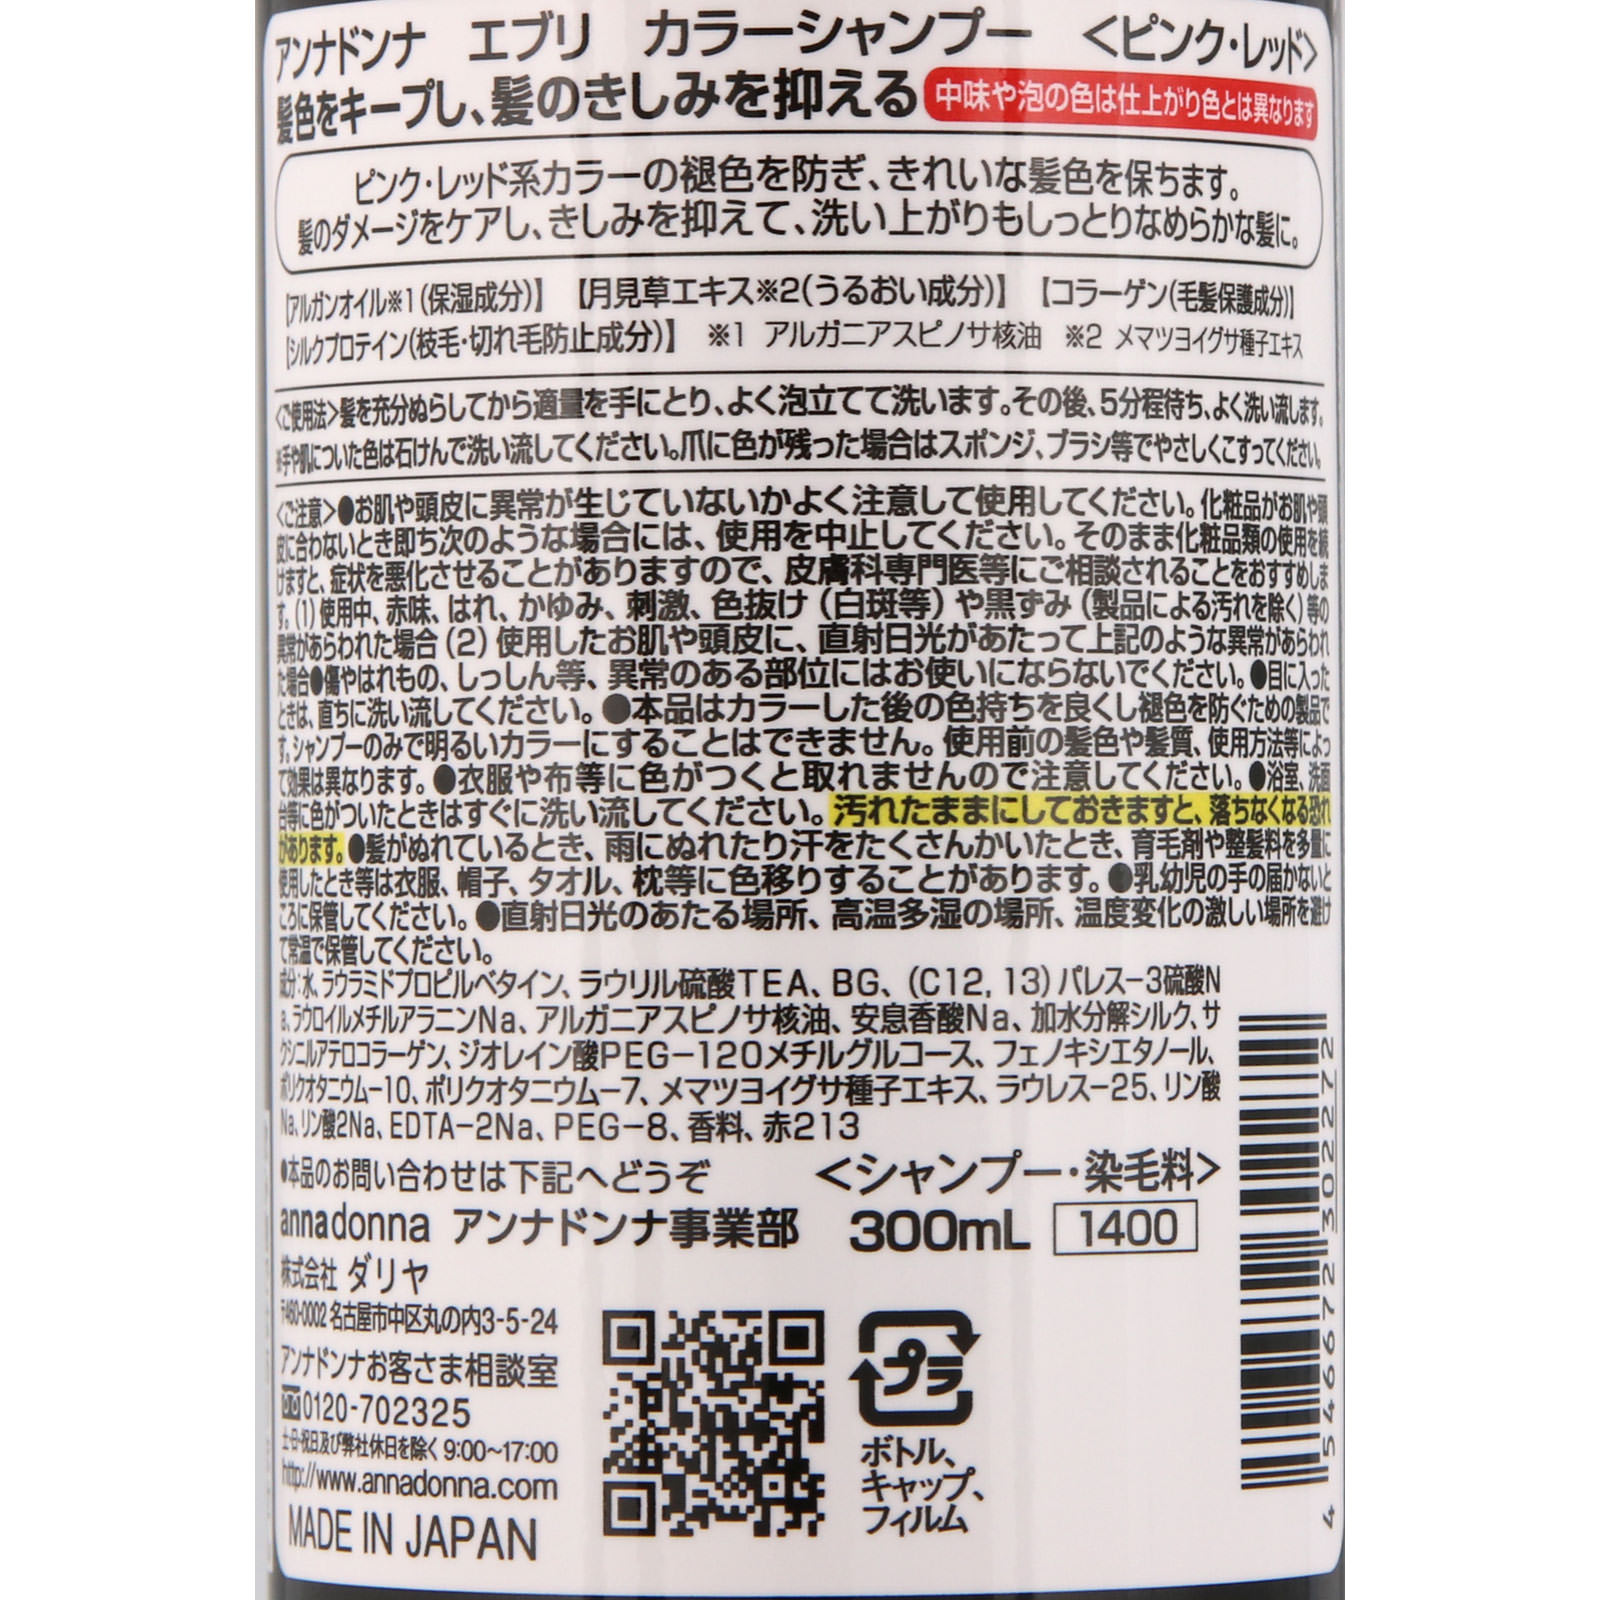 アンナドンナ エブリ カラーシャンプー <ピンク・レッド>
髪色をキープし、髪のきしみを抑える 中味や泡の色は仕上がり色とは異なります
ピンク・レッド系カラーの褪色を防ぎ、きれいな髪色を保ちます。
髪のダメージをケアし、きしみを抑えて、洗い上がりもしっとりなめらかな髪に。
【アルガンオイル※1(保湿成分)】 【月見草エキス※2(うるおい成分)】 【コラーゲン(毛髪保護成分)】
【シルクプロテイン(枝毛・切れ毛防止成分)】 ※1 アルガニアスピノサ核油 ※2 メマツヨイグサ種子エキス
<ご使用法>髪を充分ぬらしてから適量を手にとり、よく泡立てて洗います。その後、5分程待ち、よく洗い流します。
※手や肌についた色は石けんで洗い流してください。爪に色が残った場合はスポンジ、ブラシ等でやさしくこすってください。
<ご注意>●お肌や頭皮に異常が生じていないかよく注意して使用してください。化粧品がお肌や頭
皮に合わないとき即ち次のような場合には、使用を中止してください。そのまま化粧品類の使用を続
けますと、症状を悪化させることがありますので、皮膚科専門医等にご相談されることをおすすめしま
す。(1)使用中、赤味、はれ、かゆみ、刺激、色抜け(白斑等)や黒ずみ(製品による汚れを除く)等の
異常があらわれた場合(2)使用したお肌や頭皮に、直射日光があたって上記のような異常があらわれ
た場合●傷やはれもの、しっしん等、異常のある部位にはお使いにならないでください。●目に入った
ときは、直ちに洗い流してください。●本品はカラーした後の色持ちを良くし褪色を防ぐための製品で
す。シャンプーのみで明るいカラーにすることはできません。使用前の髪色や髪質、使用方法等によっ
て効果は異なります。●衣服や布等に色がつくと取れませんので注意してください。●浴室、洗面
台等に色がついたときはすぐに洗い流してください。汚れたままにしておきますと、落ちなくなる恐れ
があります。●髪がぬれているとき、雨にぬれたり汗をたくさんかいたとき、育毛剤や整髪料を多量に
使用したとき等は衣服、帽子、タオル、枕等に色移りすることがあります。●乳幼児の手の届かないと
ころに保管してください。●直射日光のあたる場所、高温多湿の場所、温度変化の激しい場所を避け
て常温で保管してください。
成分:水、ラウラミドプロピルベタイン、ラウリル硫酸TEA、BG、(C12,13)パレス-3硫酸N
a、ラウロイルメチルアラニンNa、アルガニアスピノサ核油、安息香酸Na、加水分解シルク、サ
クシニルアテロコラーゲン、ジオレイン酸PEG-120メチルグルコース、フェノキシエタノール、
ポリクオタニウム-10、ポリクオタニウム-7、メマツヨイグサ種子エキス、ラウレス-25、リン酸
Na、リン酸2Na、EDTA-2Na、PEG-8、香料、赤213
●本品のお問い合わせは下記へどうぞ <シャンプー・染毛料>
annadonna アンナドンナ事業部 300mL 1400
株式会社 ダリヤ
〒460-0002 名古屋市中区丸の内3-5-24
アンナドンナお客さま相談室
0120-702325
土・日・祝日及び弊社休日を除く 9:00~17:00
http://www.annadonna.com
MADE IN JAPAN
プラ
ボトル、
キャップ、
フィルム
4 546672 302272